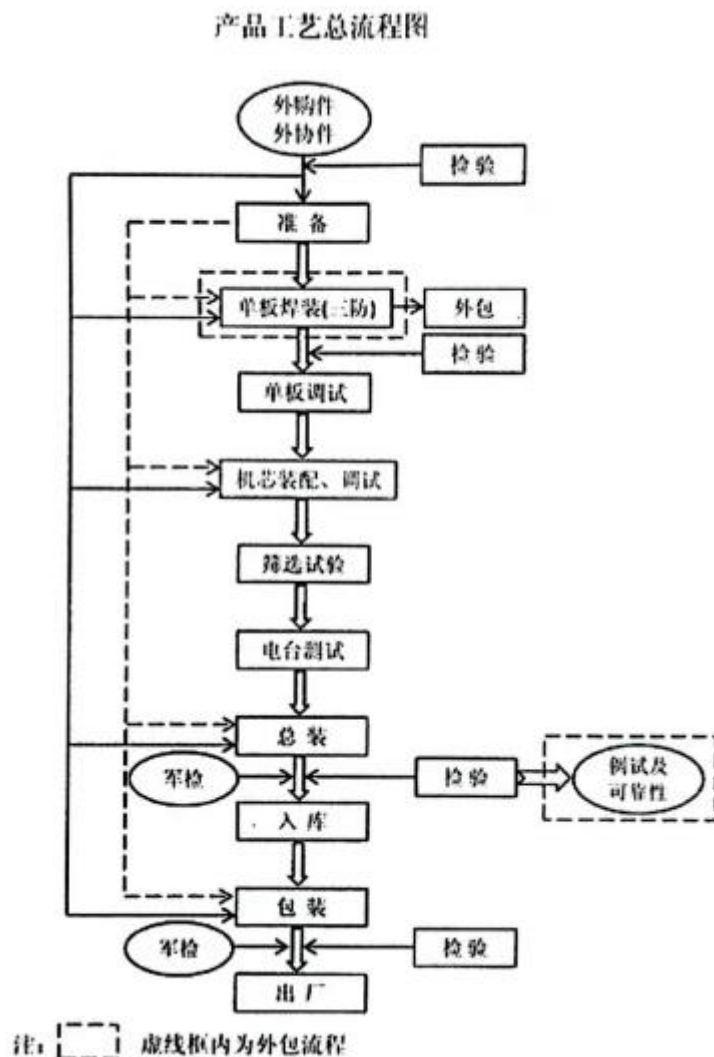 产品工艺总流程图
外购件
外协件
检验
准备
单板焊装(三防)
外包
检验
单板调试
机芯装配、调试
筛选试验
电台测试
总装
军检
检验
例试及
可靠性
入库
包装
军检
检验
出厂
注:
虚线框内为外包流程